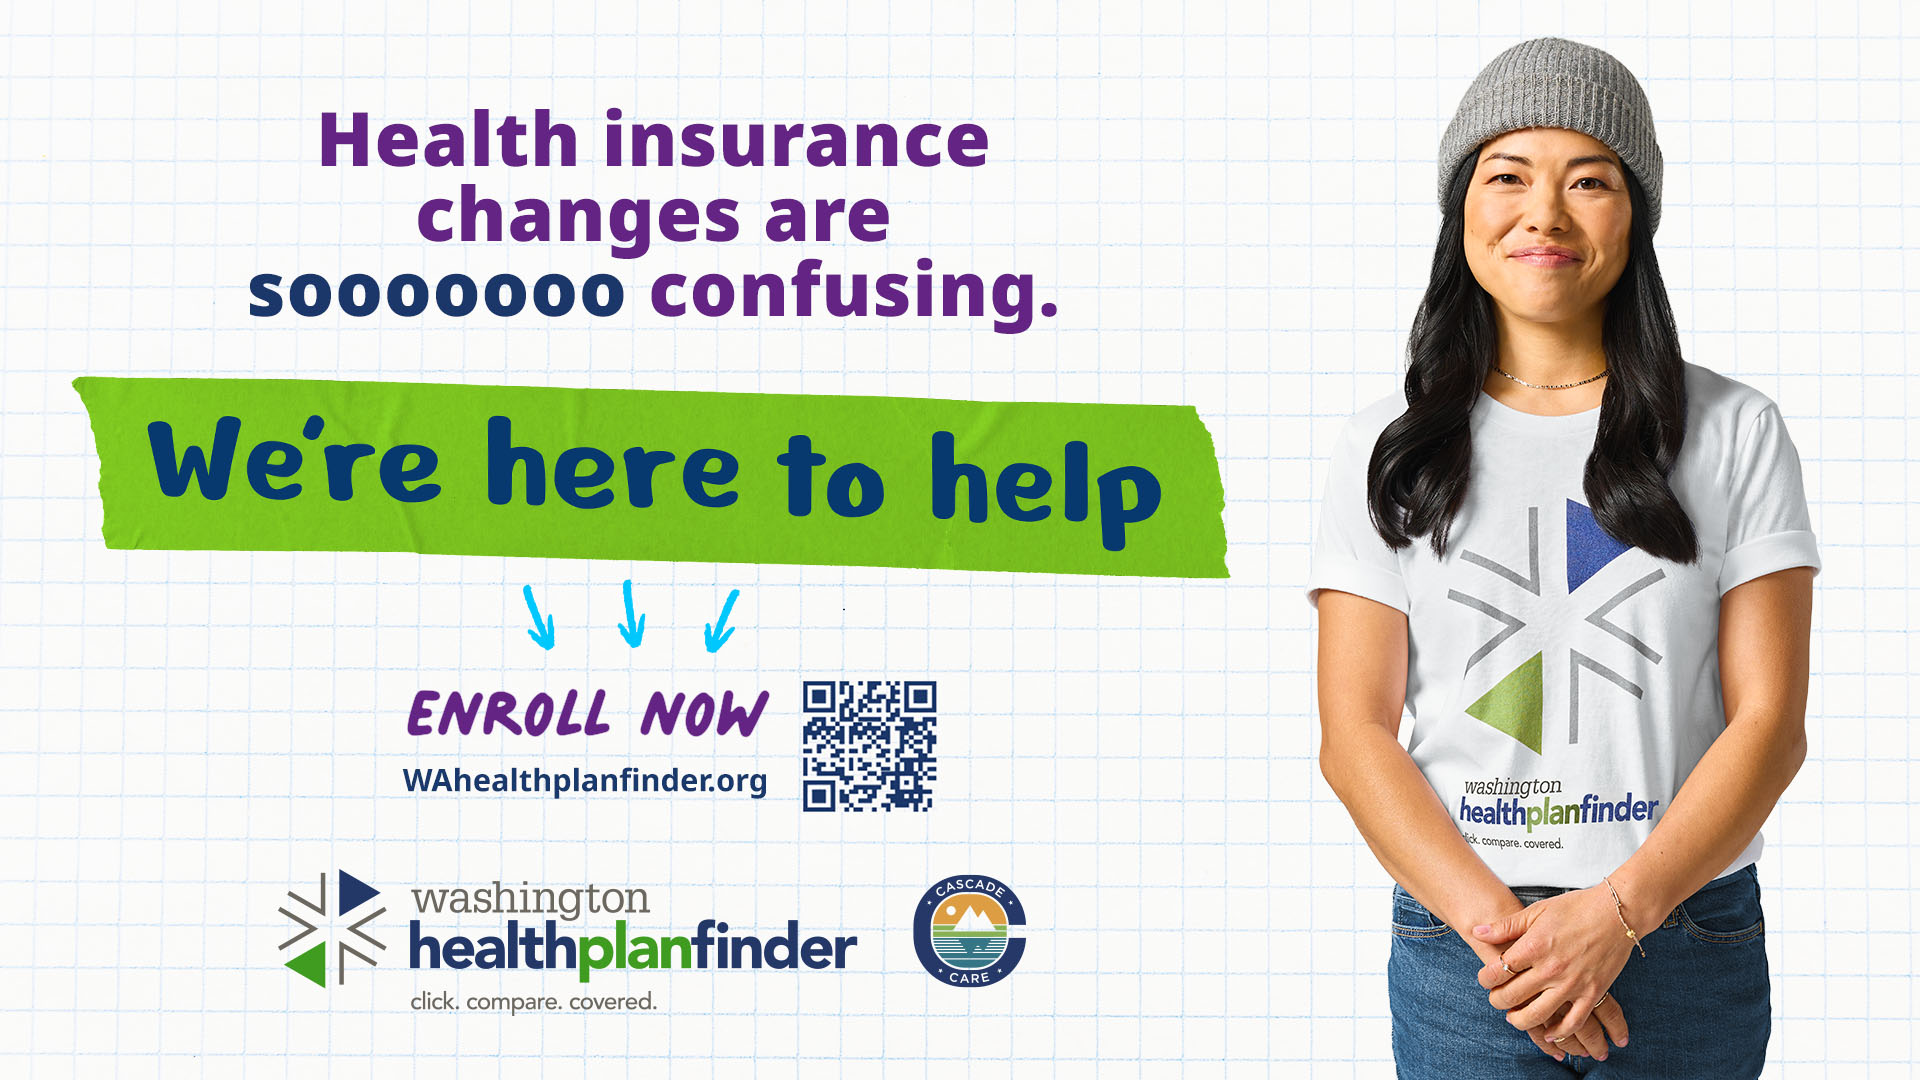 Health insurance
changes are
sooooooo confusing.
We're here to help
ENROLL NOW
WAhealthplanfinder.org
washington
healthplanfinder
click. compare. covered.
CASCADE
CARE
washington
healthplanfinder
click. compare. covered.